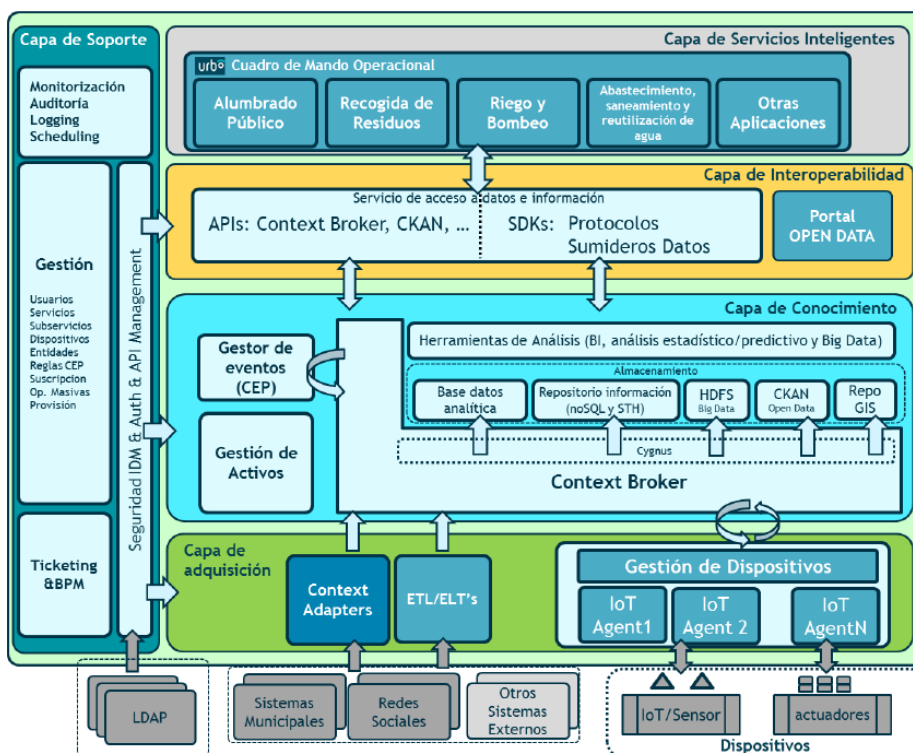 Capa de Soporte
Monitorización
Auditoría
Logging
Scheduling
Gestión
Usuarios
Servicios
Subservicios
Dispositivos
Entidades
Reglas CEP
Suscripcion
Op. Masivas
Provisión
Ticketing
&BPM
Seguridad IDM & Auth & API Management
Capa de Servicios Inteligentes
urbo Cuadro de Mando Operacional
Alumbrado
Público
Recogida de
Residuos
Riego y
Bombeo
Abastecimiento,
saneamiento y
reutilización de
agua
Otras
Aplicaciones
Capa de Interoperabilidad
Servicio de acceso a datos e información
APIs: Context Broker, CKAN, …
SDKs: Protocolos
Sumideros Datos
Portal
OPEN DATA
Capa de Conocimiento
Gestor de
eventos
(CEP)
Gestión de
Activos
Herramientas de Análisis (BI, análisis estadístico/predictivo y Big Data)
Almacenamiento
Base datos
analítica
Repositorio información
(noSQL y STH)
HDFS
Big Data
CKAN
Open Data
Repo
GIS
Cygnus
Context Broker
Capa de
adquisición
Context
Adapters
ETL/ELT's
Gestión de Dispositivos
IoT
Agent1
IoT
Agent 2
IoT
AgentN
LDAP
Sistemas
Municipales
Redes
Sociales
Otros
Sistemas
Externos
IoT/Sensor
actuadores
Dispositivos